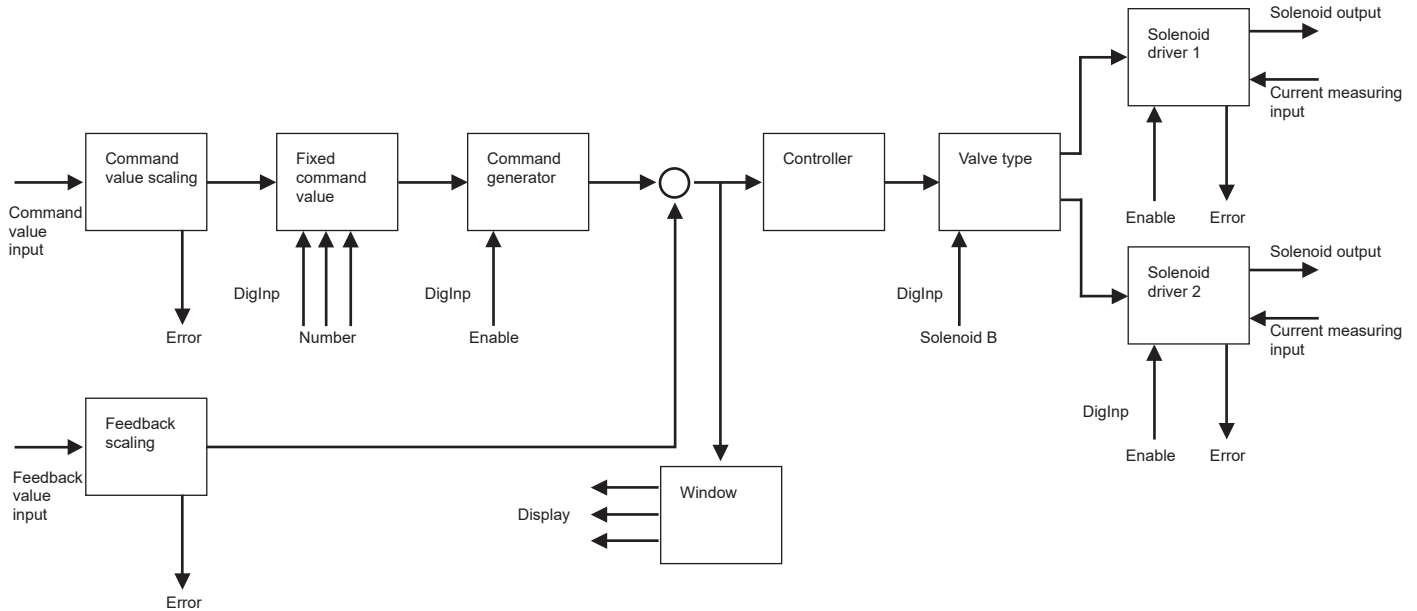 Solenoid output
Solenoid
driver 1
Current measuring
input
Command
value scaling
Fixed
command
value
Command
generator
Controller
Valve type
Command
value
input
Enable
Error
Solenoid output
Solenoid
driver 2
DigInp
DigInp
DigInp
Error
Number
Enable
Solenoid B
Current measuring
input
DigInp
Feedback
scaling
Enable
Error
Feedback
value
input
Window
Display
Error